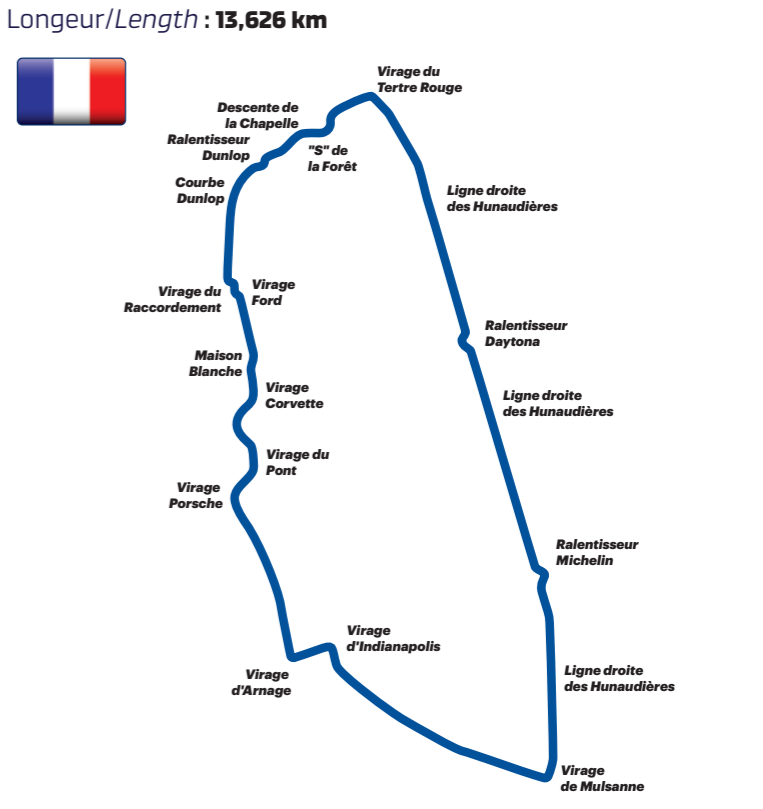 Longeur/Length : 13,626 km
Virage du
Tertre Rouge
Descente de
la Chapelle
Ralentisseur
Dunlop
"S" de
la Forêt
Courbe
Dunlop
Ligne droite
des Hunaudières
Virage du
Raccordement
Virage
Ford
Ralentisseur
Daytona
Maison
Blanche
Virage
Corvette
Ligne droite
des Hunaudières
Virage du
Pont
Virage
Porsche
Ralentisseur
Michelin
Virage
d'Indianapolis
Virage
d'Arnage
Ligne droite
des Hunaudières
Virage
de Mulsanne